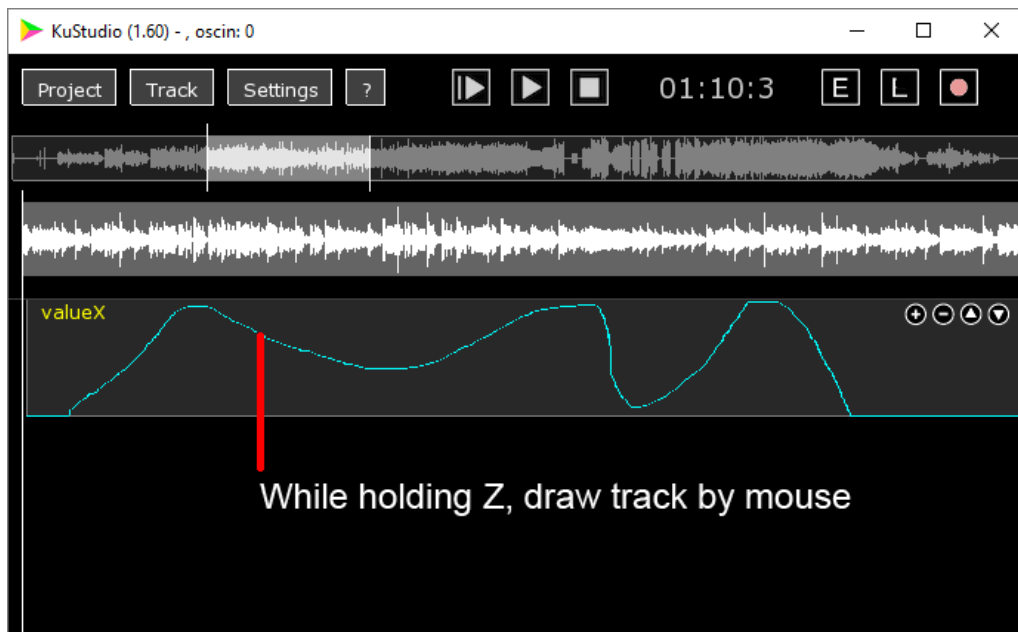 KuStudio (1.60) - , oscin: 0
Project Track Settings ? 01:10:3 E L
valueX
While holding Z, draw track by mouse